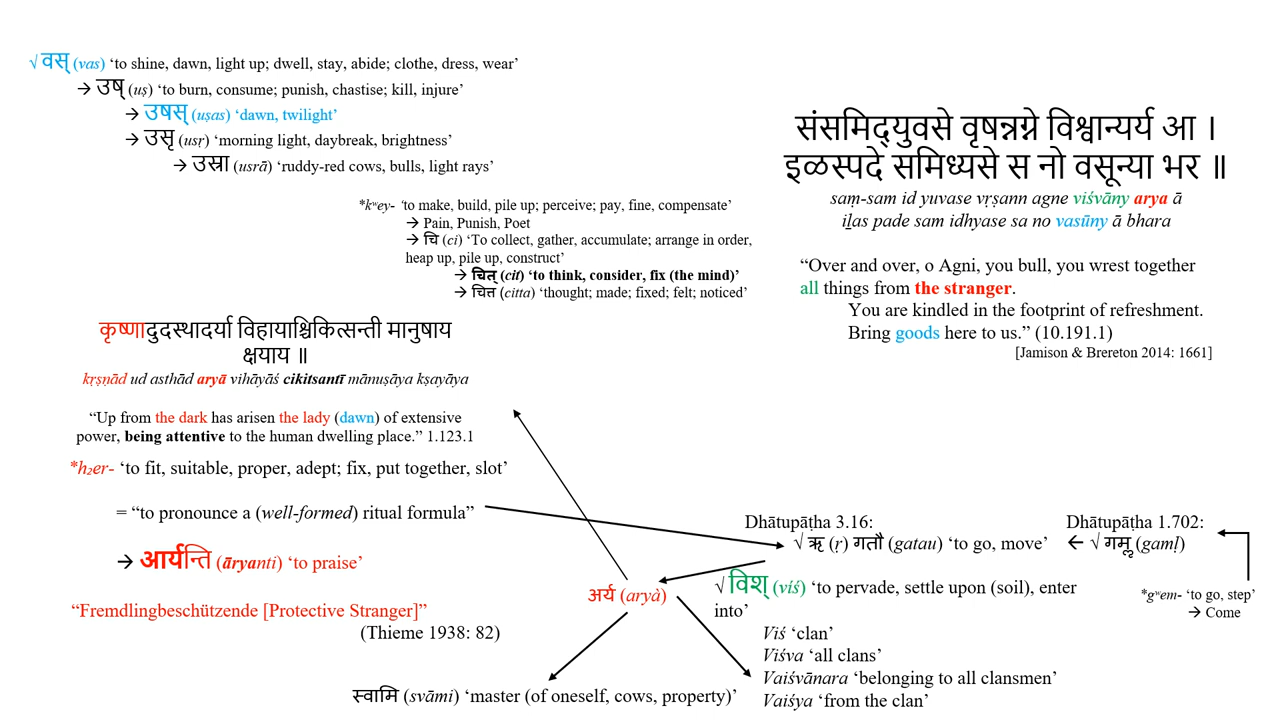 √ वस् (vas) ‘to shine, dawn, light up; dwell, stay, abide; clothe, dress, wear’
→ उष् (uṣ) ‘to burn, consume; punish, chastise; kill, injure’
→ उषस् (uṣas) ‘dawn, twilight’
→ उसृ (usṛ) ‘morning light, daybreak, brightness’
→ उस्रा (usrā) ‘ruddy-red cows, bulls, light rays’
*kʷey- ‘to make, build, pile up; perceive; pay, fine, compensate’
→ Pain, Punish, Poet
→ चि (ci) ‘To collect, gather, accumulate; arrange in order,
heap up, pile up, construct’
→ चित् (cit) ‘to think, consider, fix (the mind)’
→ चित्त (citta) ‘thought; made; fixed; felt; noticed’
संसमिद्युवसे वृषन्नग्ने विश्वान्यर्य आ ।
इळस्पदे समिध्यसे स नो वसून्या भर ॥
saṃ-sam id yuvase vṛṣann agne viśvāny arya ā
iḻas pade sam idhyase sa no vasūny ā bhara
“Over and over, o Agni, you bull, you wrest together
all things from the stranger.
You are kindled in the footprint of refreshment.
Bring goods here to us.” (10.191.1)
[Jamison & Brereton 2014: 1661]
कृष्णादुदस्थादर्या विहायाश्चिकित्सन्ती मानुषाय
क्षयाय ॥
kṛṣṇād ud asthād aryā vihāyāś cikitsantī mānuṣāya kṣayāya
“Up from the dark has arisen the lady (dawn) of extensive
power, being attentive to the human dwelling place.” 1.123.1
*h₂er- ‘to fit, suitable, proper, adept; fix, put together, slot’
= “to pronounce a (well-formed) ritual formula”
→ आर्यन्ति (āryanti) ‘to praise’
“Fremdlingbeschützende [Protective Stranger]”
(Thieme 1938: 82)
अर्य (aryà)
स्वामि (svāmi) ‘master (of oneself, cows, property)’
Dhātupāṭha 3.16:
√ ऋ (ṛ) गतौ (gatau) ‘to go, move’
Dhātupāṭha 1.702:
← √ गमॢ (gamḷ)
*gʷem- ‘to go, step’
→ Come
√ विश् (viś) ‘to pervade, settle upon (soil), enter
into’
Viś ‘clan’
Viśva ‘all clans’
Vaiśvānara ‘belonging to all clansmen’
Vaiśya ‘from the clan’